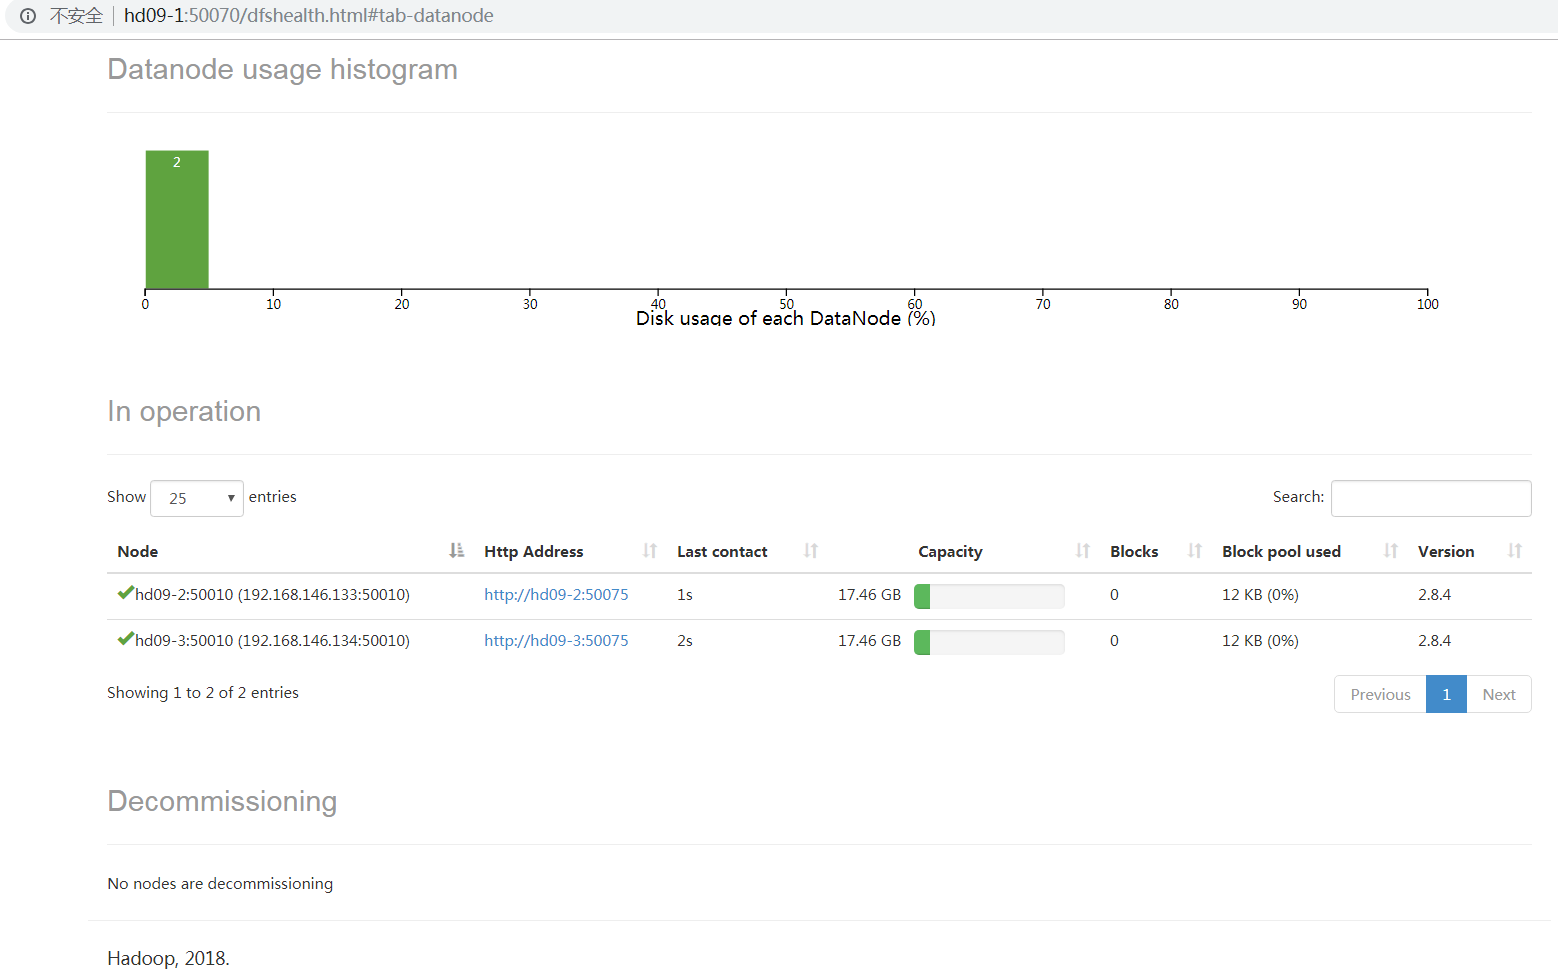 不安全 hd09-1:50070/dfshealth.html#tab-datanode
Datanode usage histogram
2
0 10 20 30 40 50 60 70 80 90 100
Disk usage of each DataNode (%)
In operation
Show 25 entries Search:
Node Http Address Last contact Capacity Blocks Block pool used Version
hd09-2:50010 (192.168.146.133:50010) http://hd09-2:50075 1s 17.46 GB 0 12 KB (0%) 2.8.4
hd09-3:50010 (192.168.146.134:50010) http://hd09-3:50075 2s 17.46 GB 0 12 KB (0%) 2.8.4
Showing 1 to 2 of 2 entries Previous 1 Next
Decommissioning
No nodes are decommissioning
Hadoop, 2018.